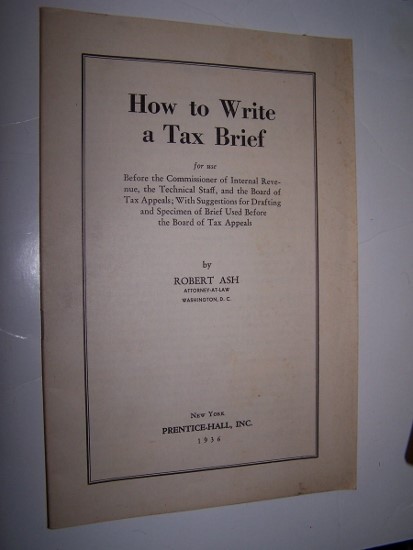 How to Write
a Tax Brief
for use
Before the Commissioner of Internal Reve-
nue, the Technical Staff, and the Board of
Tax Appeals; With Suggestions for Drafting
and Specimen of Brief Used Before
the Board of Tax Appeals
by
ROBERT ASH
ATTORNEY-AT-LAW
WASHINGTON, D. C.
NEW YORK
PRENTICE-HALL, INC.
1936